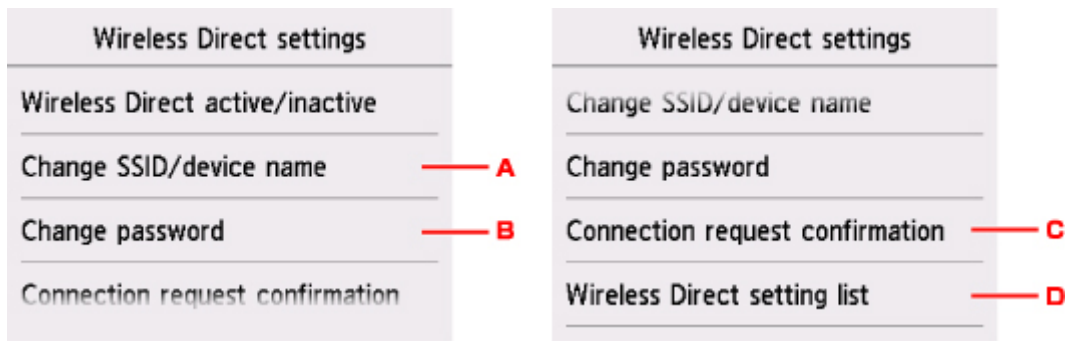 Wireless Direct settings
Wireless Direct active/inactive
Change SSID/device name
A
Change password
B
Connection request confirmation
Wireless Direct settings
Change SSID/device name
Change password
Connection request confirmation
C
Wireless Direct setting list
D